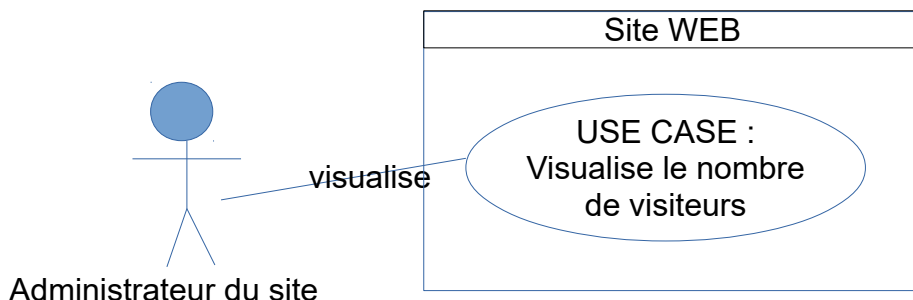 Site WEB
USE CASE :
Visualise le nombre
de visiteurs
visualise
Administrateur du site